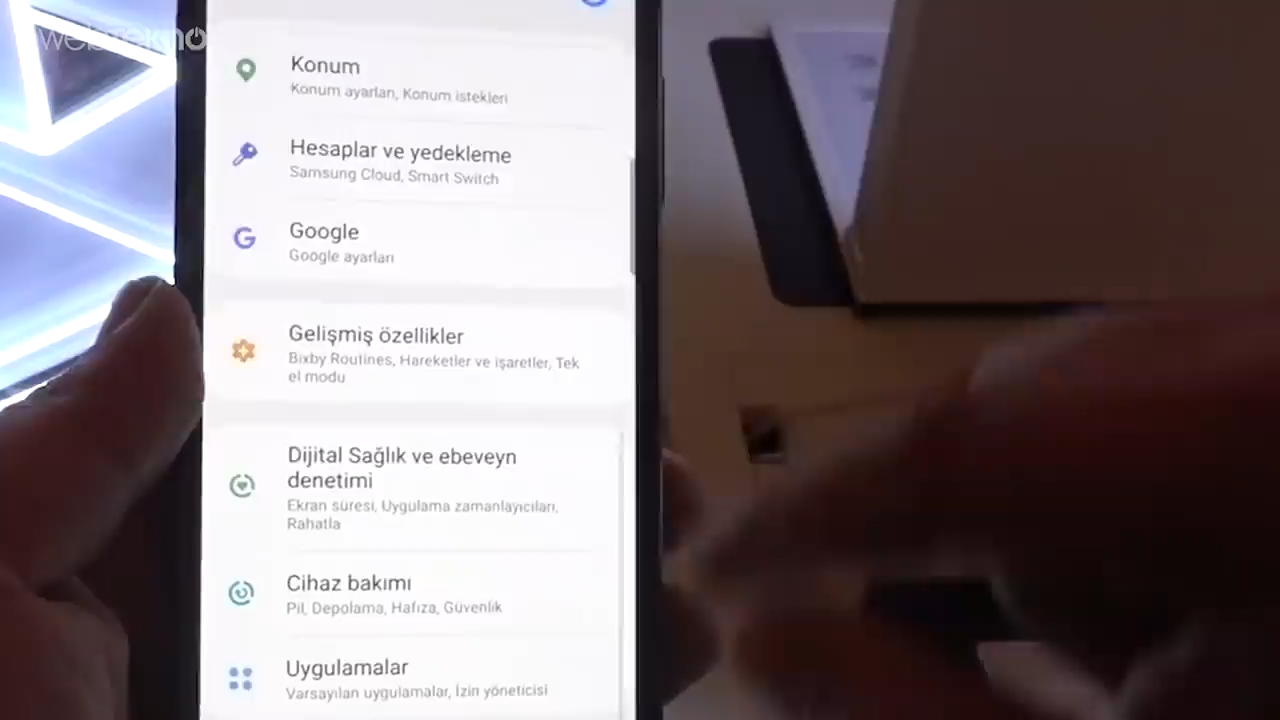 webtekno
Konum
Konum ayarları, Konum istekleri
Hesaplar ve yedekleme
Samsung Cloud, Smart Switch
Google
Google ayarları
Gelişmiş özellikler
Bixby Routines, Hareketler ve işaretler, Tek
el modu
Dijital Sağlık ve ebeveyn
denetimi
Ekran süresi, Uygulama zamanlayıcıları,
Rahatla
Cihaz bakımı
Pil, Depolama, Hafıza, Güvenlik
Uygulamalar
Varsayılan uygulamalar, İzin yöneticisi